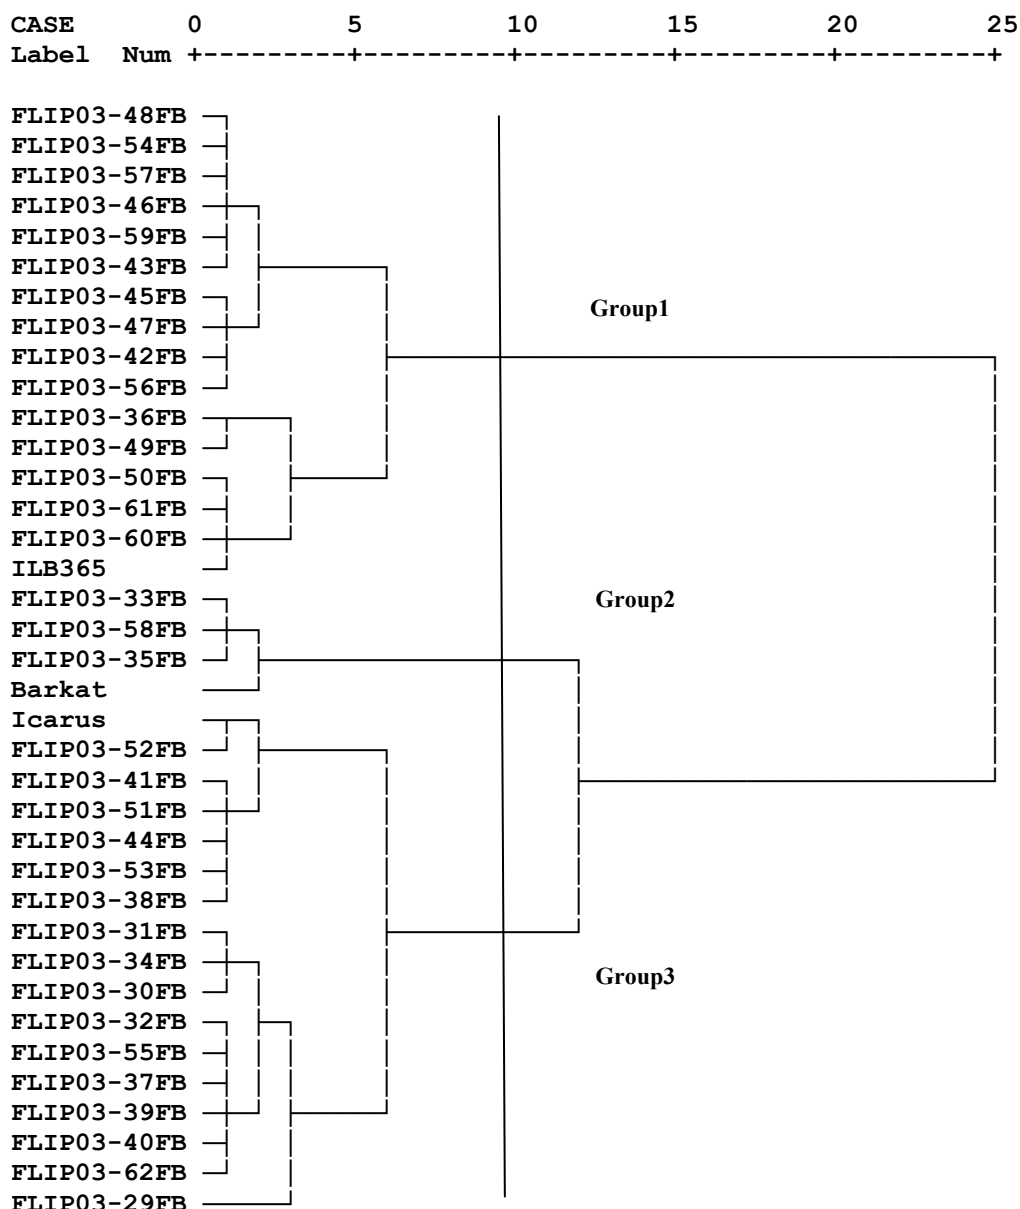 CASE 0 5 10 15 20 25
Label Num +---------+---------+---------+---------+---------+
FLIP03-48FB
FLIP03-54FB
FLIP03-57FB
FLIP03-46FB
FLIP03-59FB
FLIP03-43FB
FLIP03-45FB
Group1
FLIP03-47FB
FLIP03-42FB
FLIP03-56FB
FLIP03-36FB
FLIP03-49FB
FLIP03-50FB
FLIP03-61FB
FLIP03-60FB
ILB365
FLIP03-33FB Group2
FLIP03-58FB
FLIP03-35FB
Barkat
Icarus
FLIP03-52FB
FLIP03-41FB
FLIP03-51FB
FLIP03-44FB
FLIP03-53FB
FLIP03-38FB
FLIP03-31FB
FLIP03-34FB
Group3
FLIP03-30FB
FLIP03-32FB
FLIP03-55FB
FLIP03-37FB
FLIP03-39FB
FLIP03-40FB
FLIP03-62FB
FLIP03-29FB